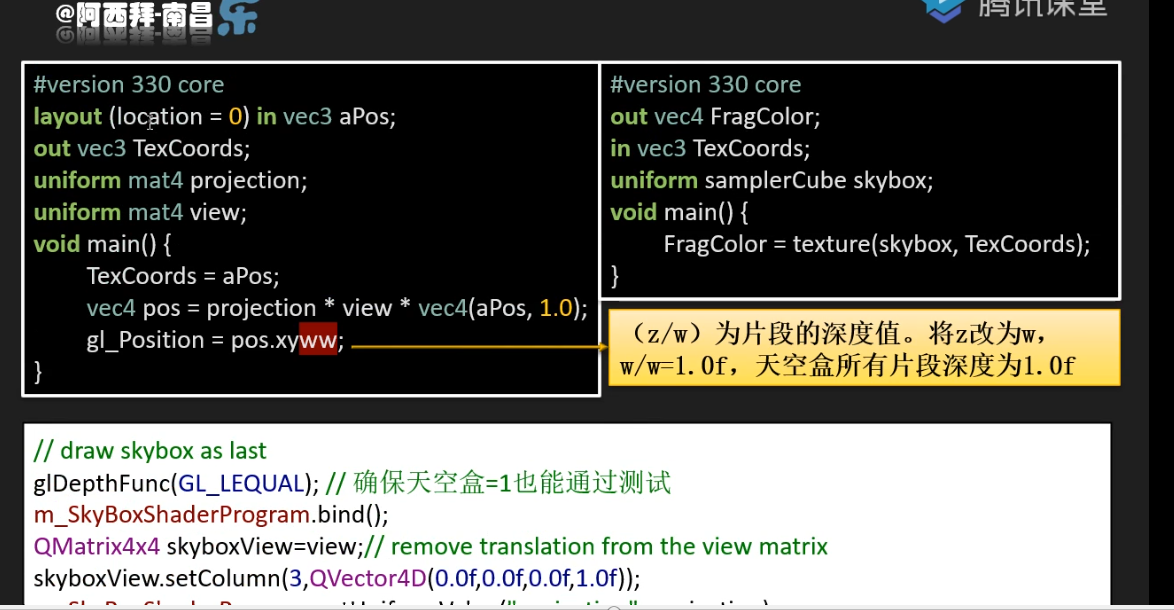 @阿西拜-南昌
乐
腾讯课堂
#version 330 core
layout (location = 0) in vec3 aPos;
out vec3 TexCoords;
uniform mat4 projection;
uniform mat4 view;
void main() {
TexCoords = aPos;
vec4 pos = projection * view * vec4(aPos, 1.0);
gl_Position = pos.xyww;
}
#version 330 core
out vec4 FragColor;
in vec3 TexCoords;
uniform samplerCube skybox;
void main() {
FragColor = texture(skybox, TexCoords);
}
（z/w）为片段的深度值。将z改为w，
w/w=1.0f，天空盒所有片段深度为1.0f
// draw skybox as last
glDepthFunc(GL_LEQUAL); // 确保天空盒=1也能通过测试
m_SkyBoxShaderProgram.bind();
QMatrix4x4 skyboxView=view;// remove translation from the view matrix
skyboxView.setColumn(3,QVector4D(0.0f,0.0f,0.0f,1.0f));